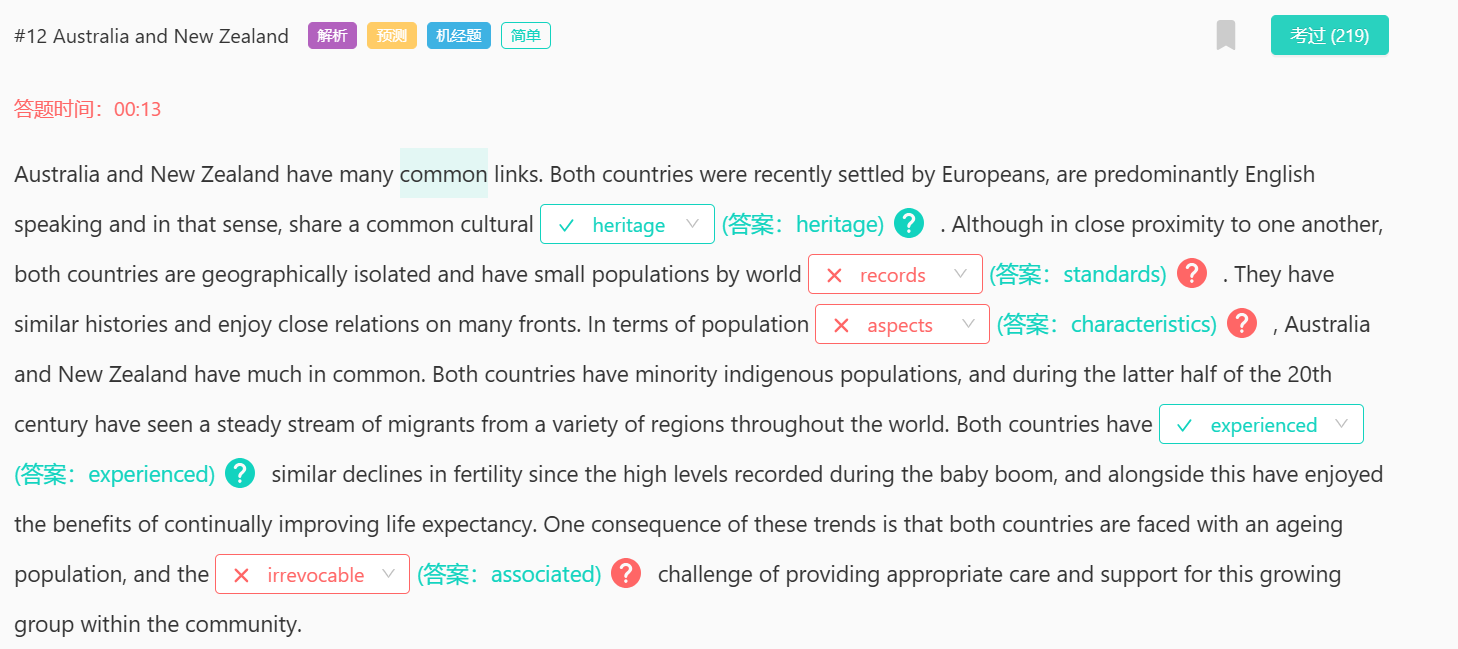 #12 Australia and New Zealand 解析 预测 机经题 简单 考过 (219)
答题时间：00:13
Australia and New Zealand have many common links. Both countries were recently settled by Europeans, are predominantly English
speaking and in that sense, share a common cultural heritage (答案：heritage) ? . Although in close proximity to one another,
both countries are geographically isolated and have small populations by world records (答案：standards) ? . They have
similar histories and enjoy close relations on many fronts. In terms of population aspects (答案：characteristics) ? , Australia
and New Zealand have much in common. Both countries have minority indigenous populations, and during the latter half of the 20th
century have seen a steady stream of migrants from a variety of regions throughout the world. Both countries have experienced
(答案：experienced) ? similar declines in fertility since the high levels recorded during the baby boom, and alongside this have enjoyed
the benefits of continually improving life expectancy. One consequence of these trends is that both countries are faced with an ageing
population, and the irrevocable (答案：associated) ? challenge of providing appropriate care and support for this growing
group within the community.